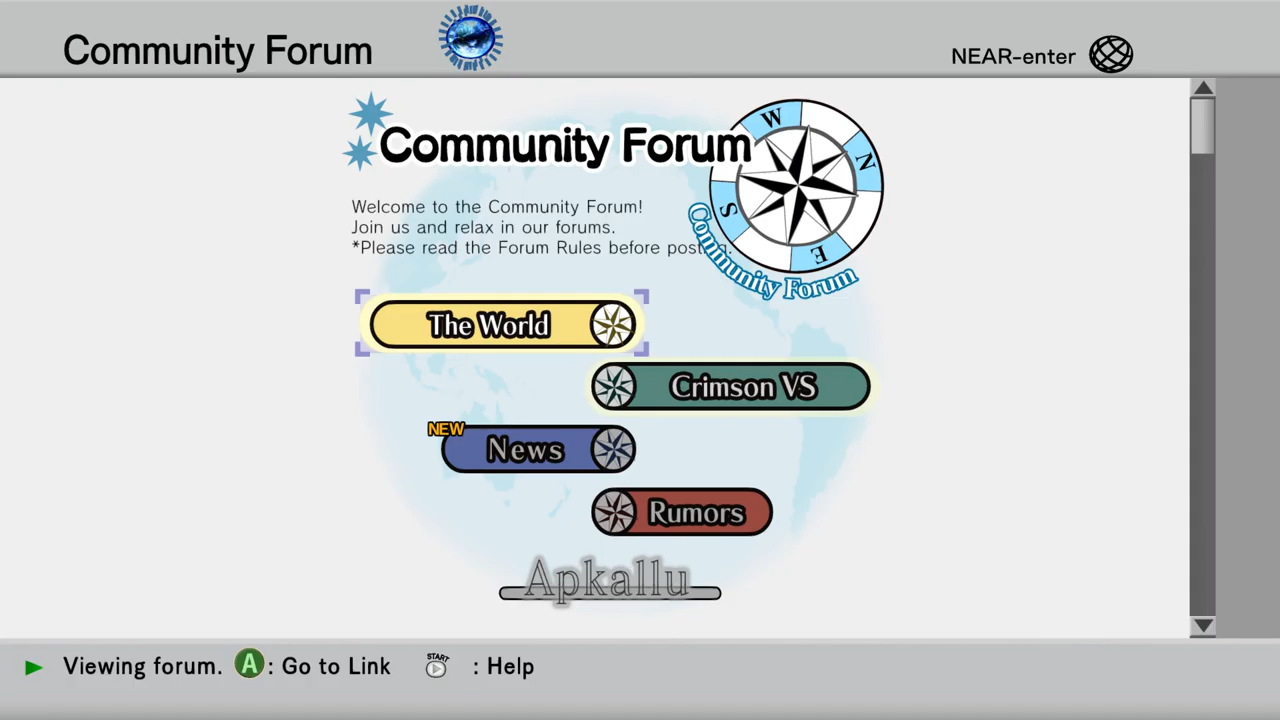 Community Forum
NEAR-enter
Community Forum
W
N
S
E
Community Forum
Welcome to the Community Forum!
Join us and relax in our forums.
*Please read the Forum Rules before posting.
The World
Crimson VS
NEW
News
Rumors
Apkallu
Viewing forum. A : Go to Link START : Help